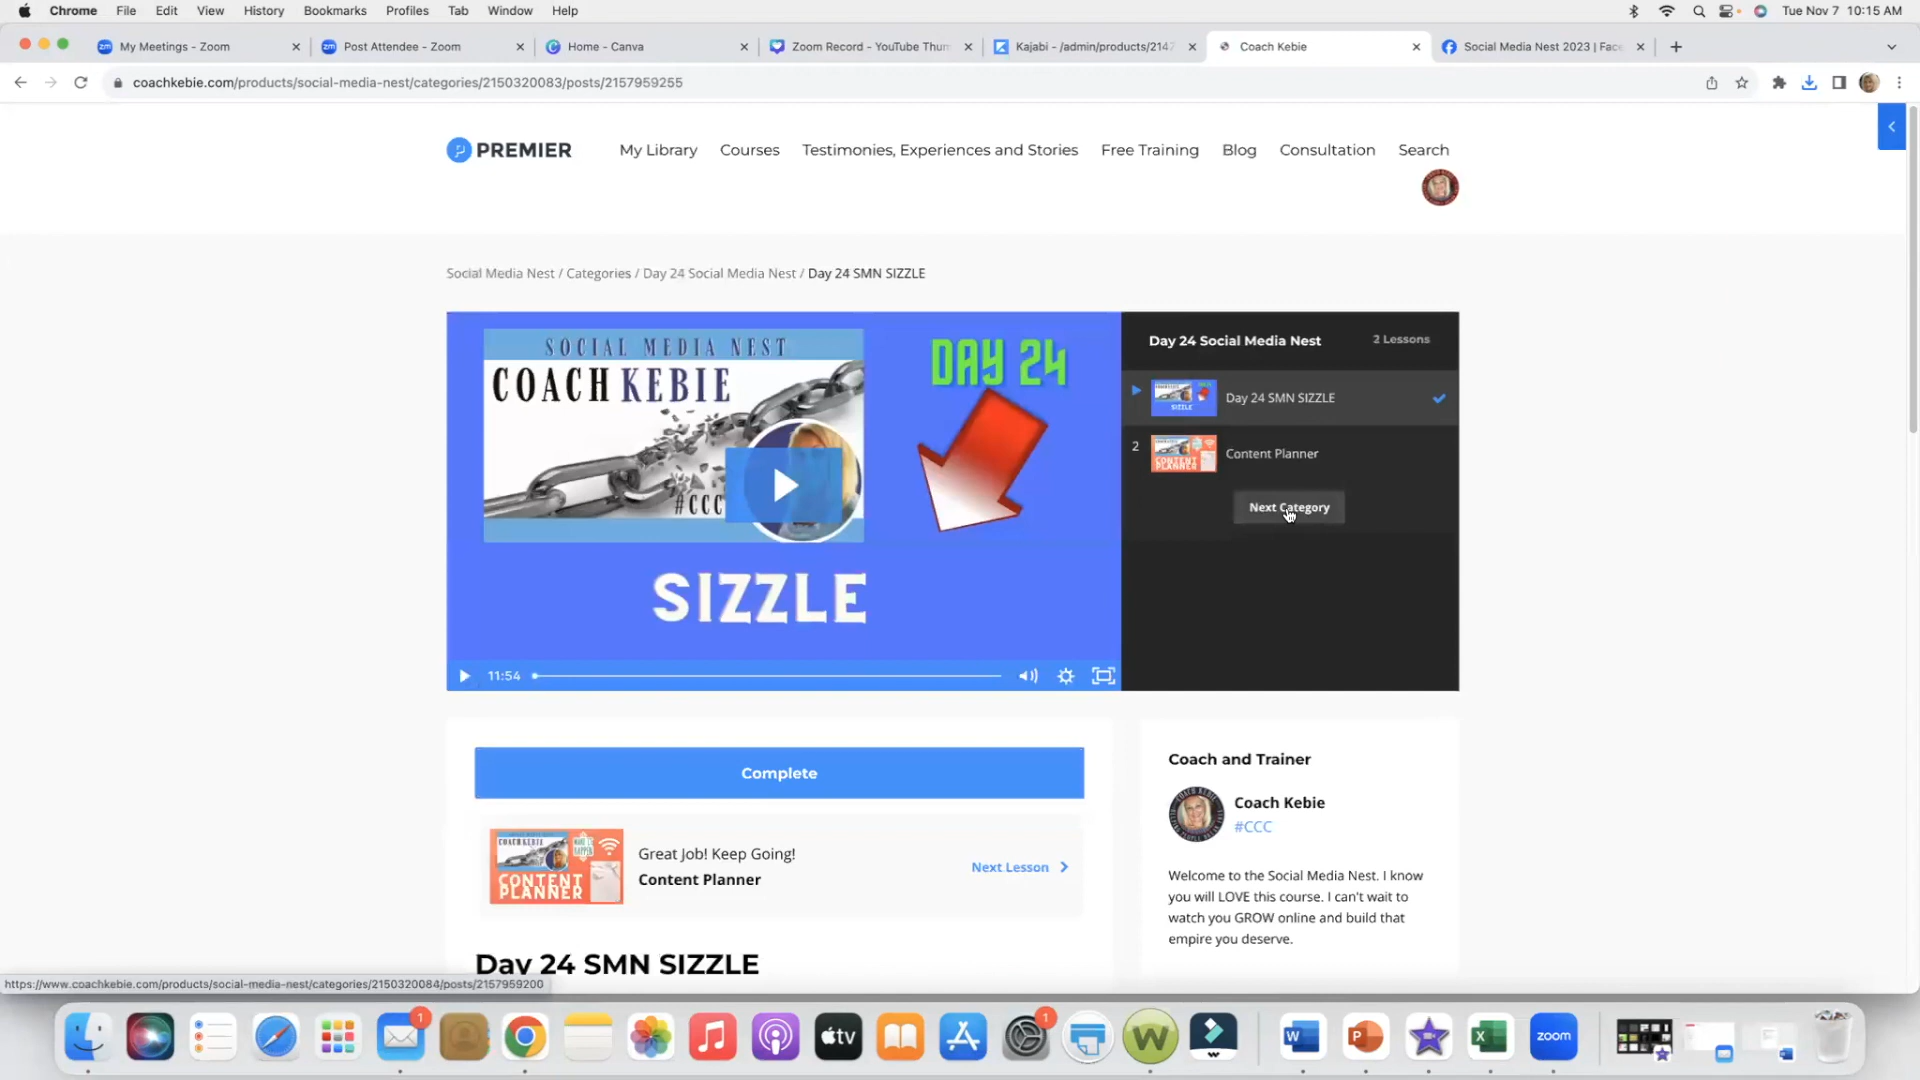 Chrome File Edit View History Bookmarks Profiles Tab Window Help Tue Nov 7 10:15 AM
My Meetings - Zoom Post Attendee - Zoom Home - Canva Zoom Record - YouTube Thum Kajabi - /admin/products/2147 Coach Kebie Social Media Nest 2023 | Face
coachkebie.com/products/social-media-nest/categories/2150320083/posts/2157959255
PREMIER My Library Courses Testimonies, Experiences and Stories Free Training Blog Consultation Search
Social Media Nest / Categories / Day 24 Social Media Nest / Day 24 SMN SIZZLE
SOCIAL MEDIA NEST
COACH KEBIE
#CCC
DAY 24
SIZZLE
11:54
Day 24 Social Media Nest 2 Lessons
Day 24 SMN SIZZLE
2 Content Planner
Next Category
Complete
COACH KEBIE
CONTENT
PLANNER
Great Job! Keep Going!
Content Planner
Next Lesson
Day 24 SMN SIZZLE
Coach and Trainer
Coach Kebie
#CCC
Welcome to the Social Media Nest. I know
you will LOVE this course. I can't wait to
watch you GROW online and build that
empire you deserve.
https://www.coachkebie.com/products/social-media-nest/categories/2150320084/posts/2157959200
1
tv
1
W
W
P
X
zoom